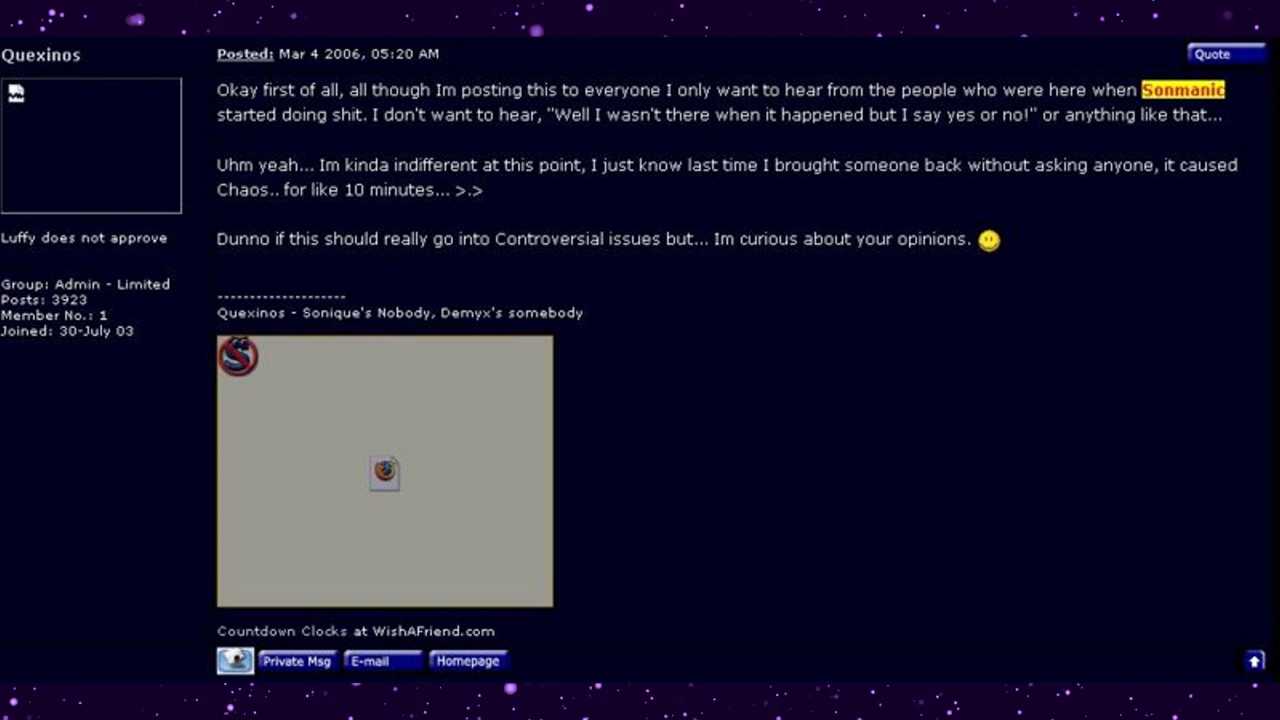 Quexinos
Posted: Mar 4 2006, 05:20 AM
Quote
Okay first of all, all though Im posting this to everyone I only want to hear from the people who were here when Sonmanic
started doing shit. I don't want to hear, "Well I wasn't there when it happened but I say yes or no!" or anything like that...
Uhm yeah... Im kinda indifferent at this point, I just know last time I brought someone back without asking anyone, it caused
Chaos.. for like 10 minutes... >.>
Luffy does not approve
Dunno if this should really go into Controversial issues but... Im curious about your opinions.
Group: Admin - Limited
Posts: 3923
Member No.: 1
Joined: 30-July 03
--------------------
Quexinos - Sonique's Nobody, Demyx's somebody
Countdown Clocks at WishAFriend.com
Private Msg
E-mail
Homepage